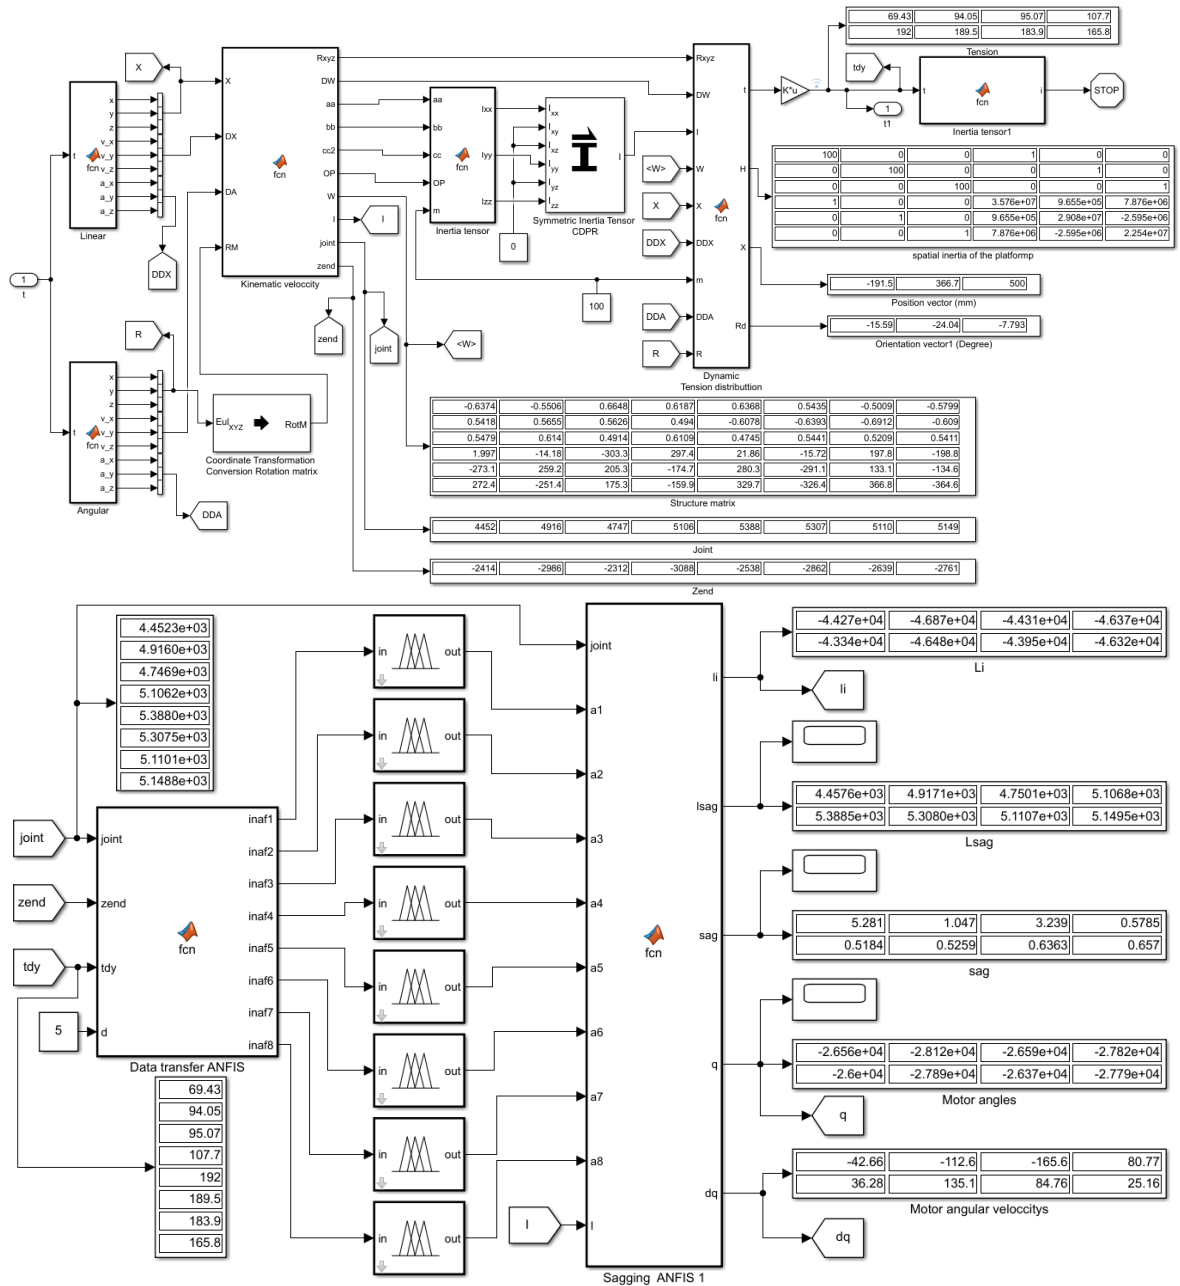 69.43 94.05 95.07 107.7
192 189.5 183.9 165.8
Tension
X
Linear
t
fcn
x
y
z
v_x
v_y
v_z
a_x
a_y
a_z
DDX
1
t
R
Angular
t
fcn
x
y
z
v_x
v_y
v_z
a_x
a_y
a_z
DDA
Eul XYZ RotM
Coordinate Transformation
Conversion Rotation matrix
X
DX
DA
RM
fcn
Rxyz
DW
aa
bb
cc2
OP
W
l
joint
zend
Kinematic veloccity
l
zend
joint
<W>
aa
bb
cc
OP
m
fcn
Ixx
Iyy
Izz
Inertia tensor
Ixx
Ixy
Ixz
Iyy
Iyz
Izz
I
Symmetric Inertia Tensor
CDPR
0
100
<W>
X
DDX
DDA
R
Rxyz
DW
I
W
X
DDX
m
DDA
R
fcn
t
H
X
Rd
Dynamic
Tension distributtion
K*u
tdy
1
t1
t fcn i
Inertia tensor1
STOP
100 0 0 1 0 0
0 100 0 0 1 0
0 0 100 0 0 1
1 0 0 3.576e+07 9.655e+05 7.876e+06
0 1 0 9.655e+05 2.908e+07 -2.595e+06
0 0 1 7.876e+06 -2.595e+06 2.254e+07
spatial inertia of the platformp
-191.5 366.7 500
Position vector (mm)
-15.59 -24.04 -7.793
Orientation vector1 (Degree)
-0.6374 -0.5506 0.6648 0.6187 0.6368 0.5435 -0.5009 -0.5799
0.5418 0.5655 0.5626 0.494 -0.6078 -0.6393 -0.6912 -0.609
0.5479 0.614 0.4914 0.6109 0.4745 0.5441 0.5209 0.5411
1.997 -14.18 -303.3 297.4 21.86 -15.72 197.8 -198.8
-273.1 259.2 205.3 -174.7 280.3 -291.1 133.1 -134.6
272.4 -251.4 175.3 -159.9 329.7 -326.4 366.8 -364.6
Structure matrix
4452 4916 4747 5106 5388 5307 5110 5149
Joint
-2414 -2986 -2312 -3088 -2538 -2862 -2639 -2761
Zend
4.4523e+03
4.9160e+03
4.7469e+03
5.1062e+03
5.3880e+03
5.3075e+03
5.1101e+03
5.1488e+03
joint
zend
tdy
5
joint
zend
tdy
d
fcn
inaf1
inaf2
inaf3
inaf4
inaf5
inaf6
inaf7
inaf8
Data transfer ANFIS
69.43
94.05
95.07
107.7
192
189.5
183.9
165.8
in out
in out
in out
in out
in out
in out
in out
in out
l
joint
a1
a2
a3
a4
a5
a6
a7
a8
l
fcn
li
lsag
sag
q
dq
Sagging ANFIS 1
-4.427e+04 -4.687e+04 -4.431e+04 -4.637e+04
-4.334e+04 -4.648e+04 -4.395e+04 -4.632e+04
Li
li
4.4576e+03 4.9171e+03 4.7501e+03 5.1068e+03
5.3885e+03 5.3080e+03 5.1107e+03 5.1495e+03
Lsag
5.281 1.047 3.239 0.5785
0.5184 0.5259 0.6363 0.657
sag
-2.656e+04 -2.812e+04 -2.659e+04 -2.782e+04
-2.6e+04 -2.789e+04 -2.637e+04 -2.779e+04
Motor angles
q
-42.66 -112.6 -165.6 80.77
36.28 135.1 84.76 25.16
Motor angular veloccitys
dq